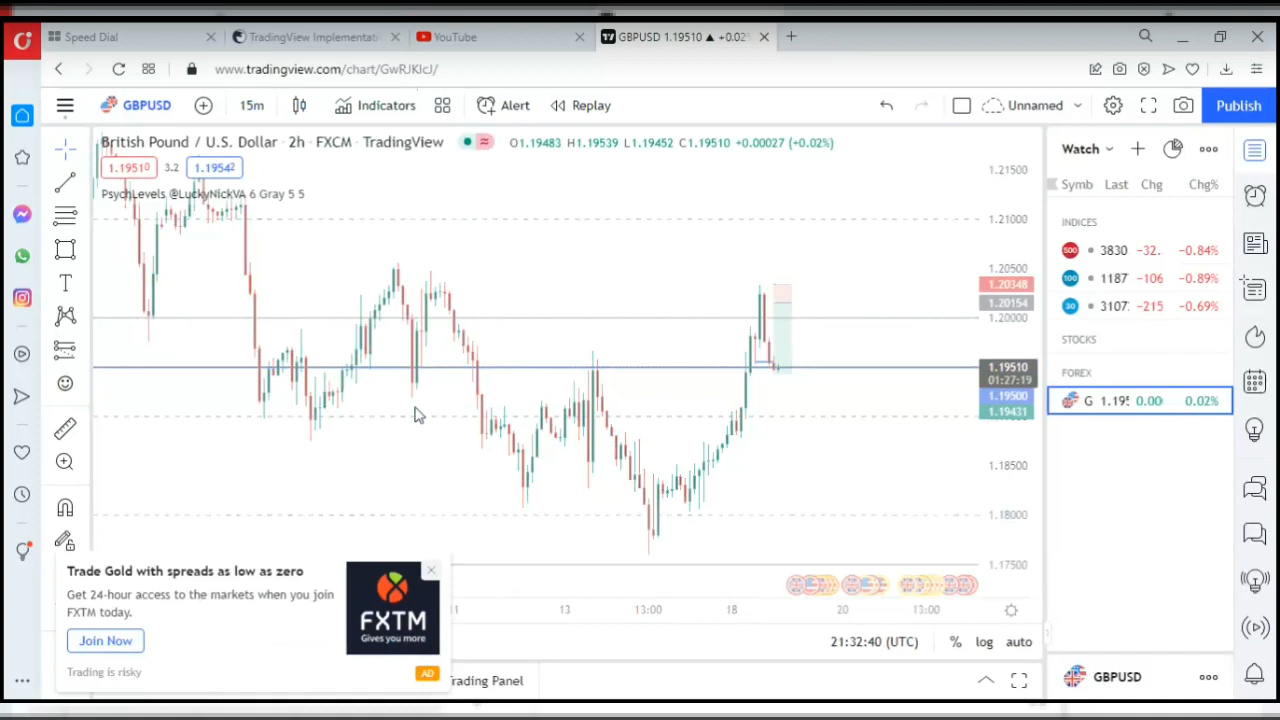 Speed Dial
TradingView Implementati
YouTube
GBPUSD 1.19510 ▲ +0.02%
www.tradingview.com/chart/GwRJKlcJ/
GBPUSD
15m
Indicators
Alert
Replay
Unnamed
Publish
British Pound / U.S. Dollar · 2h · FXCM · TradingView
O1.19483 H1.19539 L1.19452 C1.19510 +0.00027 (+0.02%)
1.19510
3.2
1.19542
PsychLevels @LuckyNickVA 6 Gray 5 5
1.21500
1.21000
1.20500
1.20348
1.20154
1.20000
1.19510
01:27:19
1.19500
1.19431
1.18500
1.18000
1.17500
11
13
13:00
18
20
13:00
21:32:40 (UTC)
%
log
auto
rading Panel
Watch
Symb
Last
Chg
Chg%
INDICES
500
3830
-32.
-0.84%
100
1187
-106
-0.89%
30
3107
-215
-0.69%
STOCKS
FOREX
G
1.195
0.00
0.02%
GBPUSD
Trade Gold with spreads as low as zero
Get 24-hour access to the markets when you join
FXTM today.
Join Now
Trading is risky
FXTM
Gives you more
AD